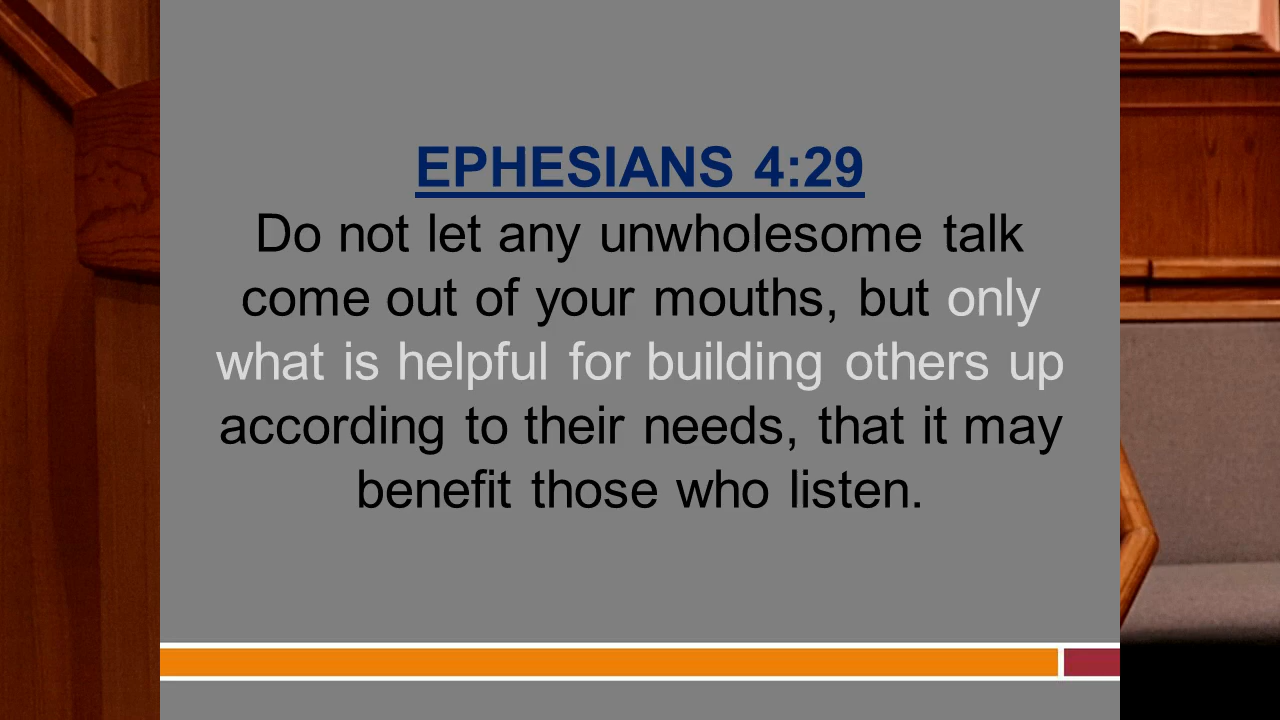 EPHESIANS 4:29
Do not let any unwholesome talk
come out of your mouths, but only
what is helpful for building others up
according to their needs, that it may
benefit those who listen.